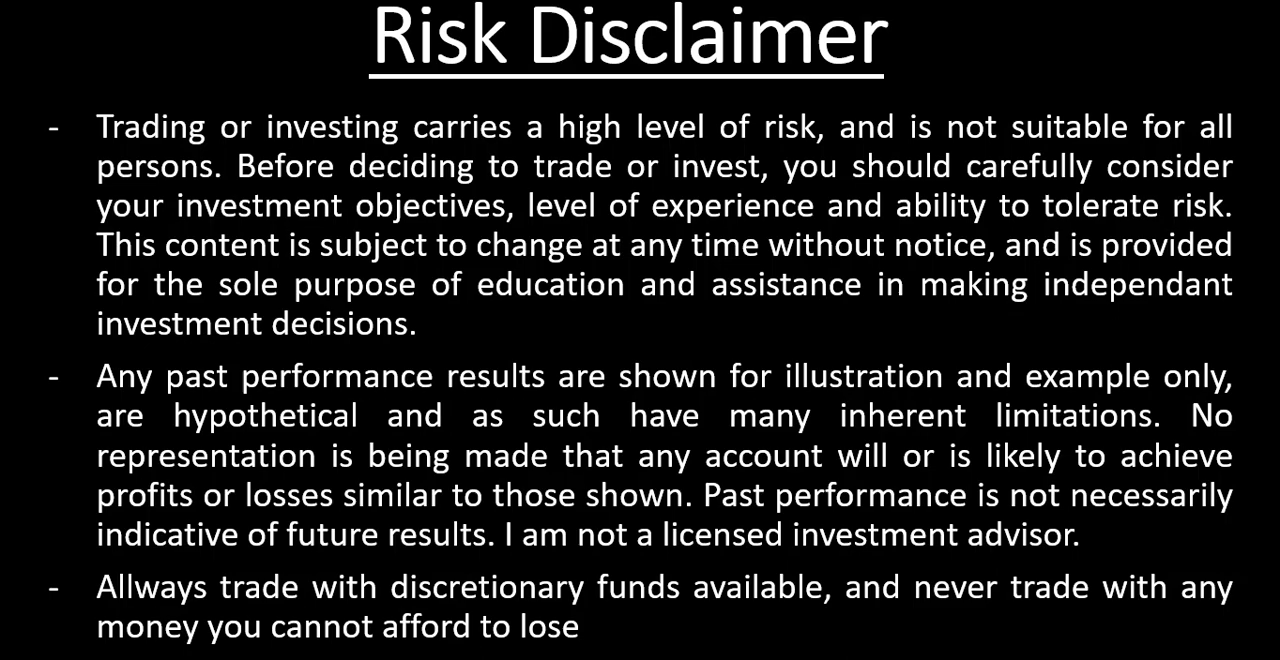 Risk Disclaimer
- Trading or investing carries a high level of risk, and is not suitable for all
persons. Before deciding to trade or invest, you should carefully consider
your investment objectives, level of experience and ability to tolerate risk.
This content is subject to change at any time without notice, and is provided
for the sole purpose of education and assistance in making independant
investment decisions.
- Any past performance results are shown for illustration and example only,
are hypothetical and as such have many inherent limitations. No
representation is being made that any account will or is likely to achieve
profits or losses similar to those shown. Past performance is not necessarily
indicative of future results. I am not a licensed investment advisor.
- Allways trade with discretionary funds available, and never trade with any
money you cannot afford to lose